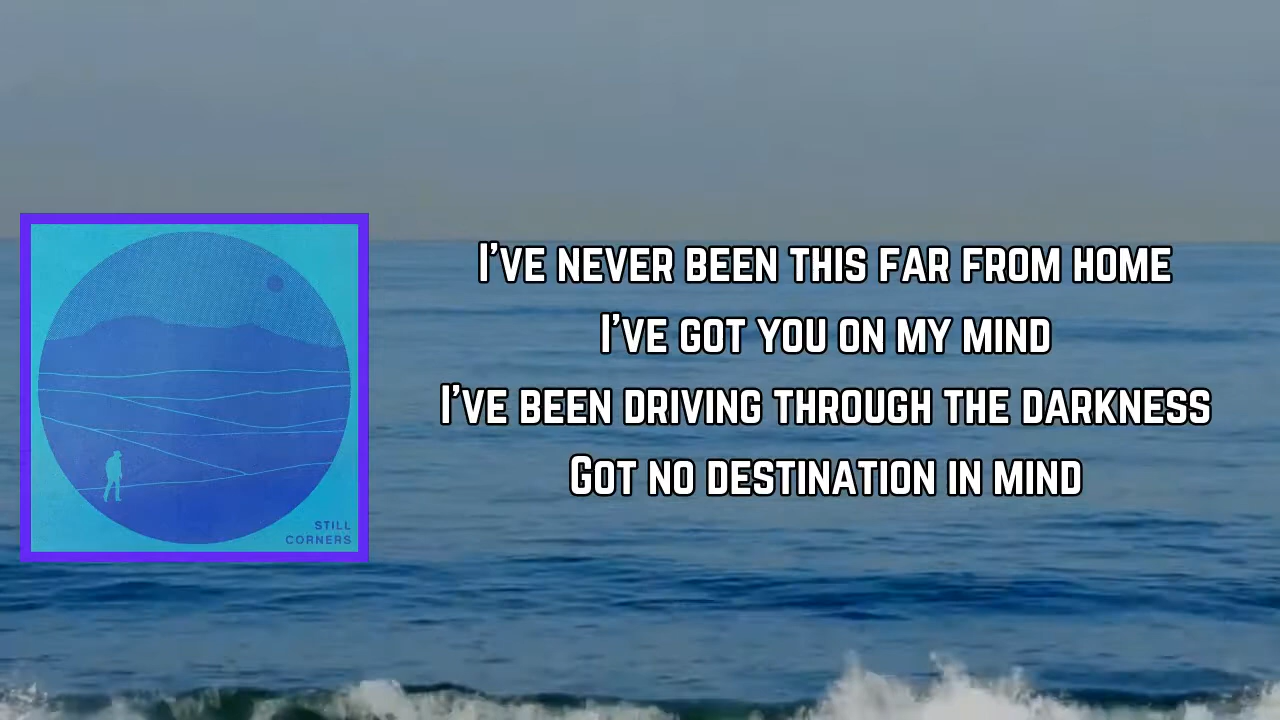 I've never been this far from home
I've got you on my mind
I've been driving through the darkness
Got no destination in mind
STILL
CORNERS